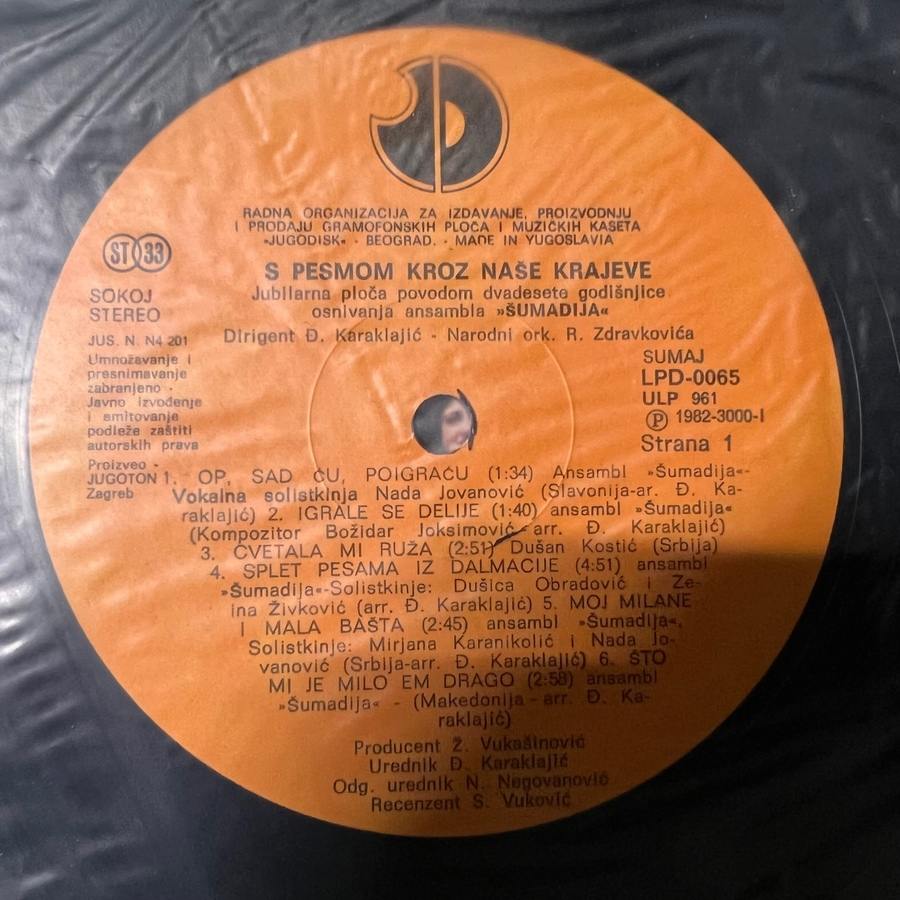 RADNA ORGANIZACIJA ZA IZDAVANJE, PROIZVODNJU
I PRODAJU GRAMOFONSKIH PLOČA I MUZIČKIH KASETA
»JUGODISK« - BEOGRAD. - MADE IN YUGOSLAVIA
ST 33
S PESMOM KROZ NAŠE KRAJEVE
Jubilarna ploča povodom dvadesete godišnjice
osnivanja ansambla »ŠUMADIJA«
Dirigent Đ. Karaklajić - Narodni ork. R. Zdravkovića
SOKOJ
STEREO
JUS. N. N4 201
Umnožavanje i
presnimavanje
zabranjeno -
Javno izvođenje
i emitovanje
podleže zaštiti
autorskih prava
Proizveo -
JUGOTON
Zagreb
SUMAJ
LPD-0065
ULP 961
Ⓟ 1982-3000-I
Strana 1
1. OP, SAD ĆU, POIGRAĆU (1:34) Ansambl »Šumadija«-
Vokalna solistkinja Nada Jovanović (Slavonija-ar. Đ. Ka-
raklajić) 2. IGRALE SE DELIJE (1:40) ansambl »Šumadija«
(Kompozitor Božidar Joksimović- arr. Đ. Karaklajić)
3. CVETALA MI RUŽA (2:51) Dušan Kostić (Srbija)
4. SPLET PESAMA IZ DALMACIJE (4:51) ansambl
»Šumadija«-Solistkinje: Dušica Obradović i Ze-
ina Živković (arr. Đ. Karaklajić) 5. MOJ MILANE
I MALA BAŠTA (2:45) ansambl »Šumadija«,
Solistkinje: Mirjana Karanikolić i Nada Jo-
vanović (Srbija-arr. Đ. Karaklajić) 6. ŠTO
MI JE MILO EM DRAGO (2:58) ansambl
»Šumadija« - (Makedonija - arr. Đ. Ka-
raklajić)
Producent Ž. Vukašinović
Urednik Đ. Karaklajić
Odg. urednik N. Negovanović
Recenzent S. Vuković